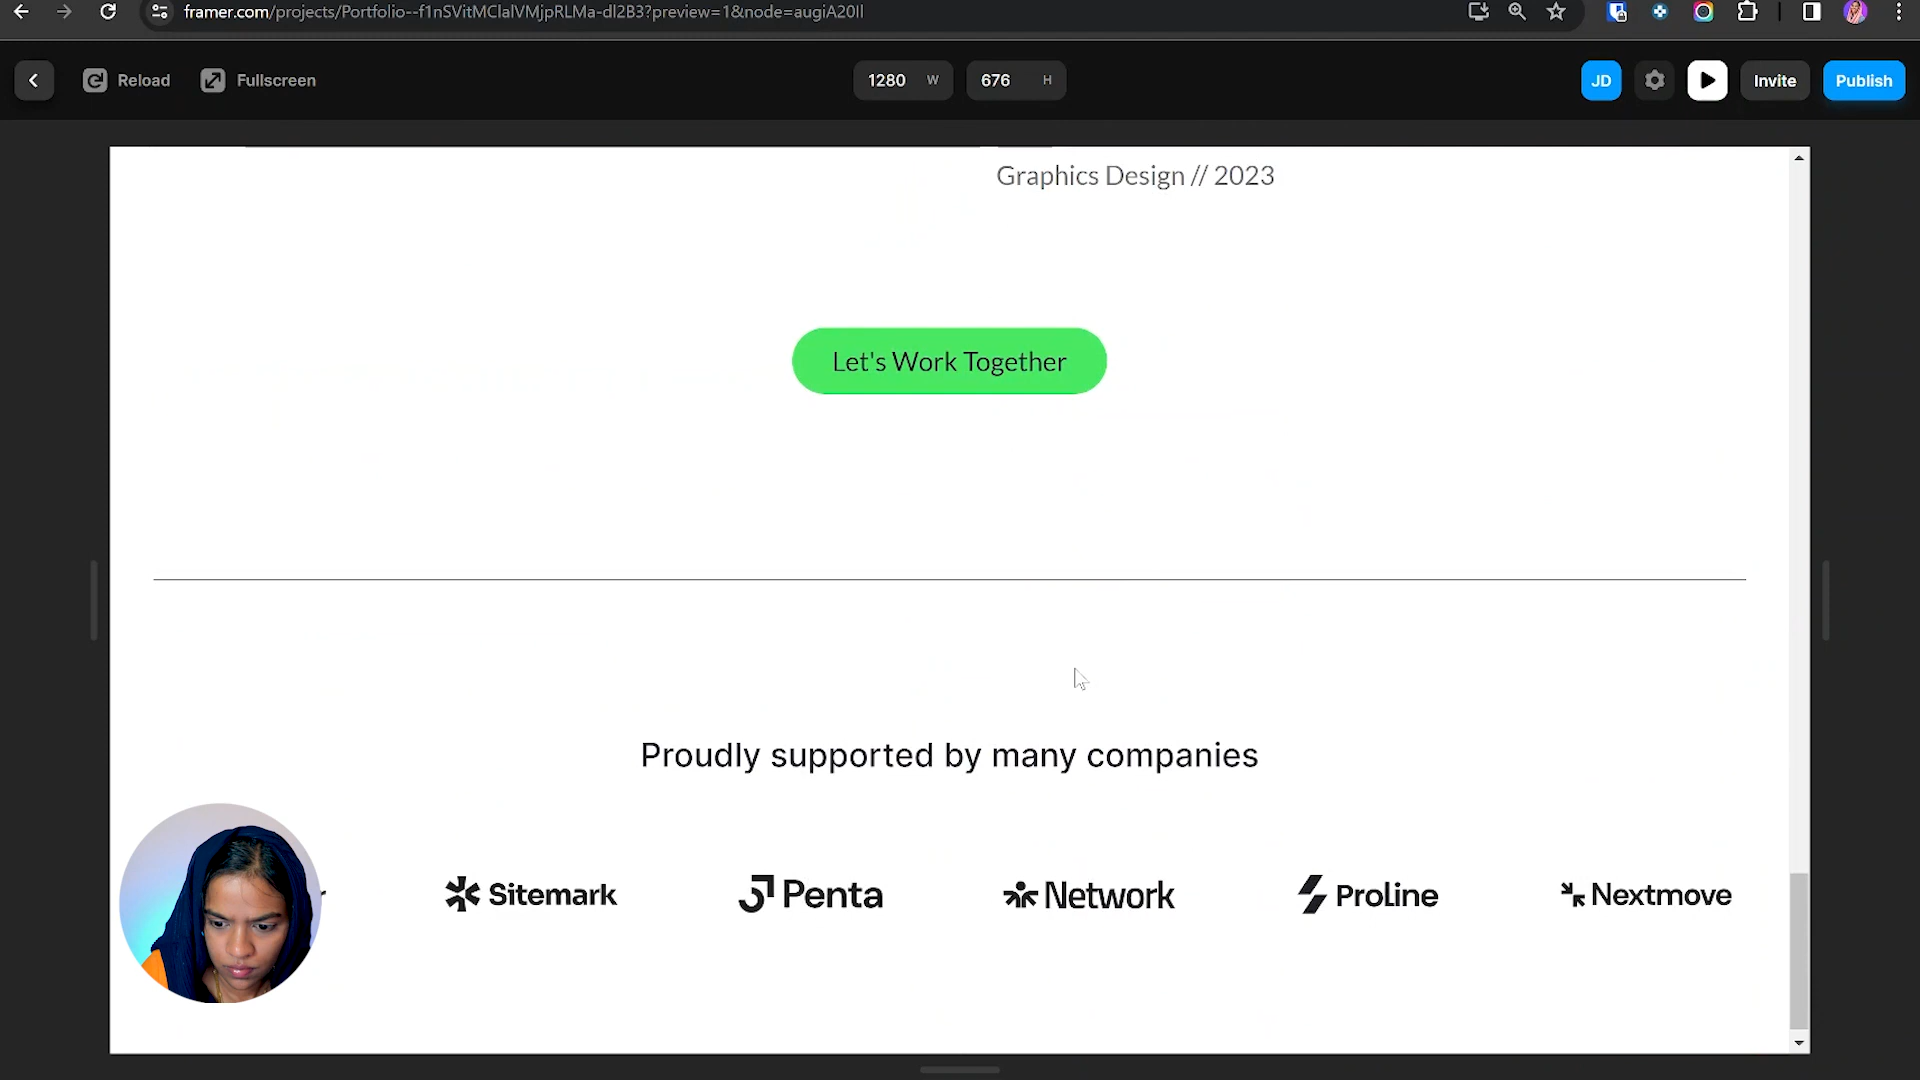 framer.com/projects/Portfolio--f1nSVitMClalVMjpRLMa-dl2B3?preview=1&node=augiA20Il
Reload
Fullscreen
1280 W
676 H
JD
Invite
Publish
Graphics Design // 2023
Let's Work Together
Proudly supported by many companies
Sitemark
Penta
Network
Proline
Nextmove